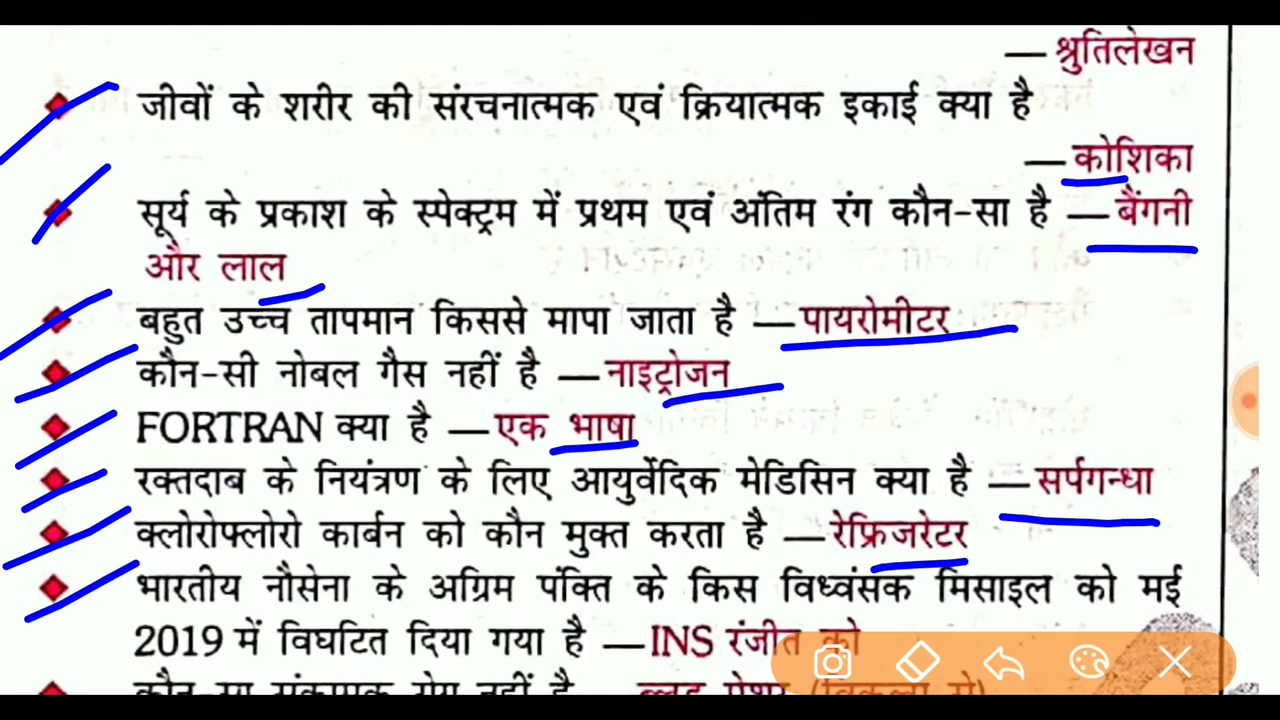 — श्रुतिलेखन
जीवों के शरीर की संरचनात्मक एवं क्रियात्मक इकाई क्या है
— कोशिका
सूर्य के प्रकाश के स्पेक्ट्रम में प्रथम एवं अंतिम रंग कौन-सा है — बैंगनी
और लाल
बहुत उच्च तापमान किससे मापा जाता है — पायरोमीटर
कौन-सी नोबल गैस नहीं है — नाइट्रोजन
FORTRAN क्या है — एक भाषा
रक्तदाब के नियंत्रण के लिए आयुर्वेदिक मेडिसिन क्या है — सर्पगन्धा
क्लोरोफ्लोरो कार्बन को कौन मुक्त करता है — रेफ्रिजरेटर
भारतीय नौसेना के अग्रिम पंक्ति के किस विध्वंसक मिसाइल को मई
2019 में विघटित दिया गया है — INS रंजीत को